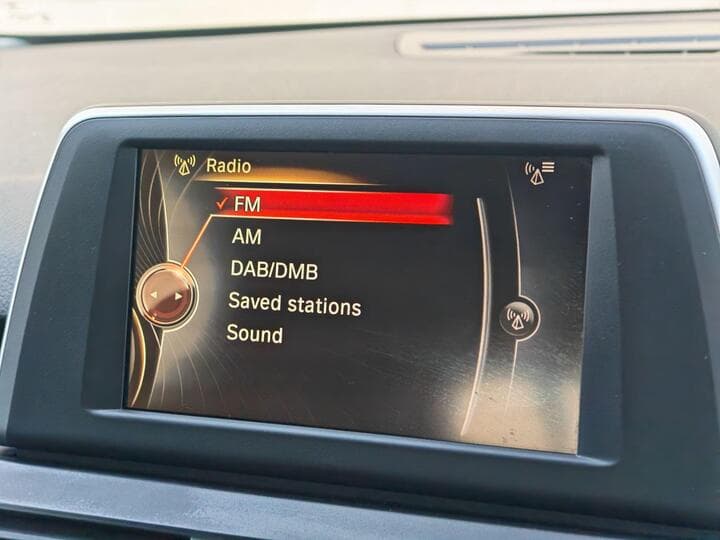 Radio
FM
AM
DAB/DMB
Saved stations
Sound